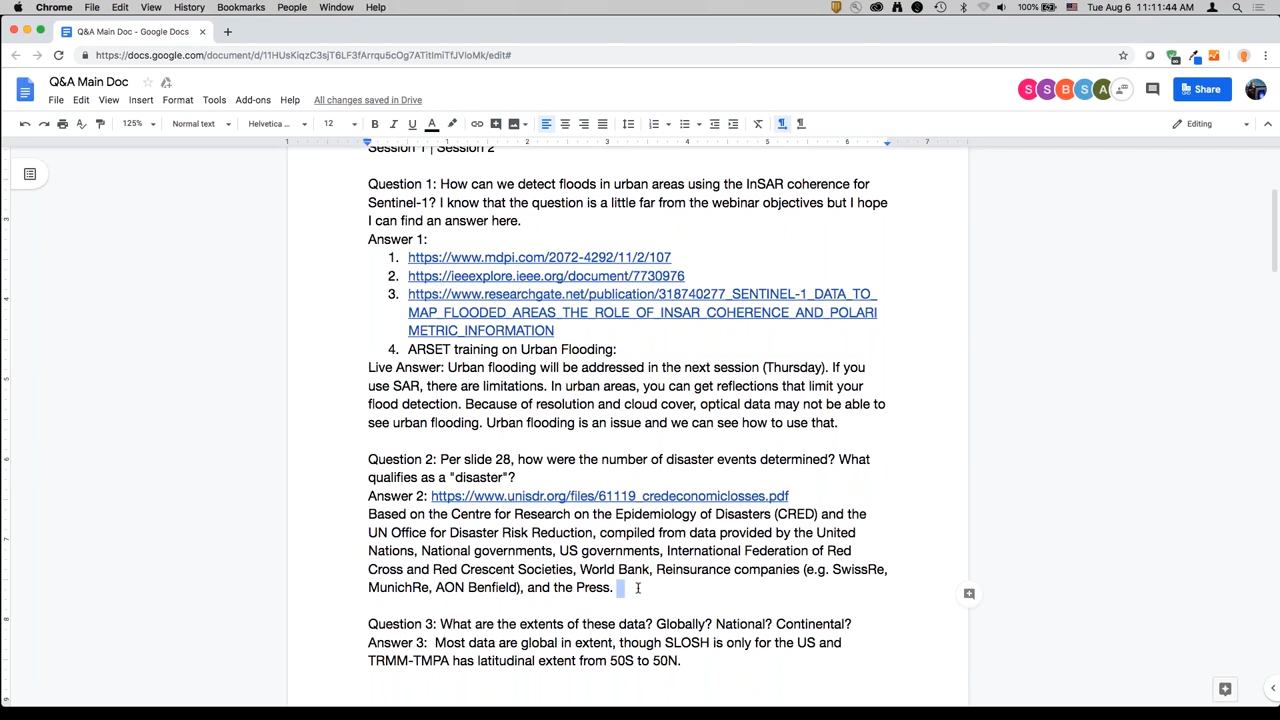 Chrome File Edit View History Bookmarks People Window Help 100% Tue Aug 6 11:11:44 AM
Q&A Main Doc - Google Docs
https://docs.google.com/document/d/11HUsKiqzC3sjT6LF3fArrqu5cOg7ATitImiTfJVIoMk/edit#
Q&A Main Doc
File Edit View Insert Format Tools Add-ons Help All changes saved in Drive
S S B S A Share
125% Normal text Helvetica ... 12 B I U A Editing
1 1 2 3 4 5 6 7
Session 1 | Session 2
Question 1: How can we detect floods in urban areas using the InSAR coherence for
Sentinel-1? I know that the question is a little far from the webinar objectives but I hope
I can find an answer here.
Answer 1:
1. https://www.mdpi.com/2072-4292/11/2/107
2. https://ieeexplore.ieee.org/document/7730976
3. https://www.researchgate.net/publication/318740277_SENTINEL-1_DATA_TO_
MAP_FLOODED_AREAS_THE_ROLE_OF_INSAR_COHERENCE_AND_POLARI
METRIC_INFORMATION
4. ARSET training on Urban Flooding:
Live Answer: Urban flooding will be addressed in the next session (Thursday). If you
use SAR, there are limitations. In urban areas, you can get reflections that limit your
flood detection. Because of resolution and cloud cover, optical data may not be able to
see urban flooding. Urban flooding is an issue and we can see how to use that.
Question 2: Per slide 28, how were the number of disaster events determined? What
qualifies as a "disaster"?
Answer 2: https://www.unisdr.org/files/61119_credeconomiclosses.pdf
Based on the Centre for Research on the Epidemiology of Disasters (CRED) and the
UN Office for Disaster Risk Reduction, compiled from data provided by the United
Nations, National governments, US governments, International Federation of Red
Cross and Red Crescent Societies, World Bank, Reinsurance companies (e.g. SwissRe,
MunichRe, AON Benfield), and the Press.
Question 3: What are the extents of these data? Globally? National? Continental?
Answer 3: Most data are global in extent, though SLOSH is only for the US and
TRMM-TMPA has latitudinal extent from 50S to 50N.